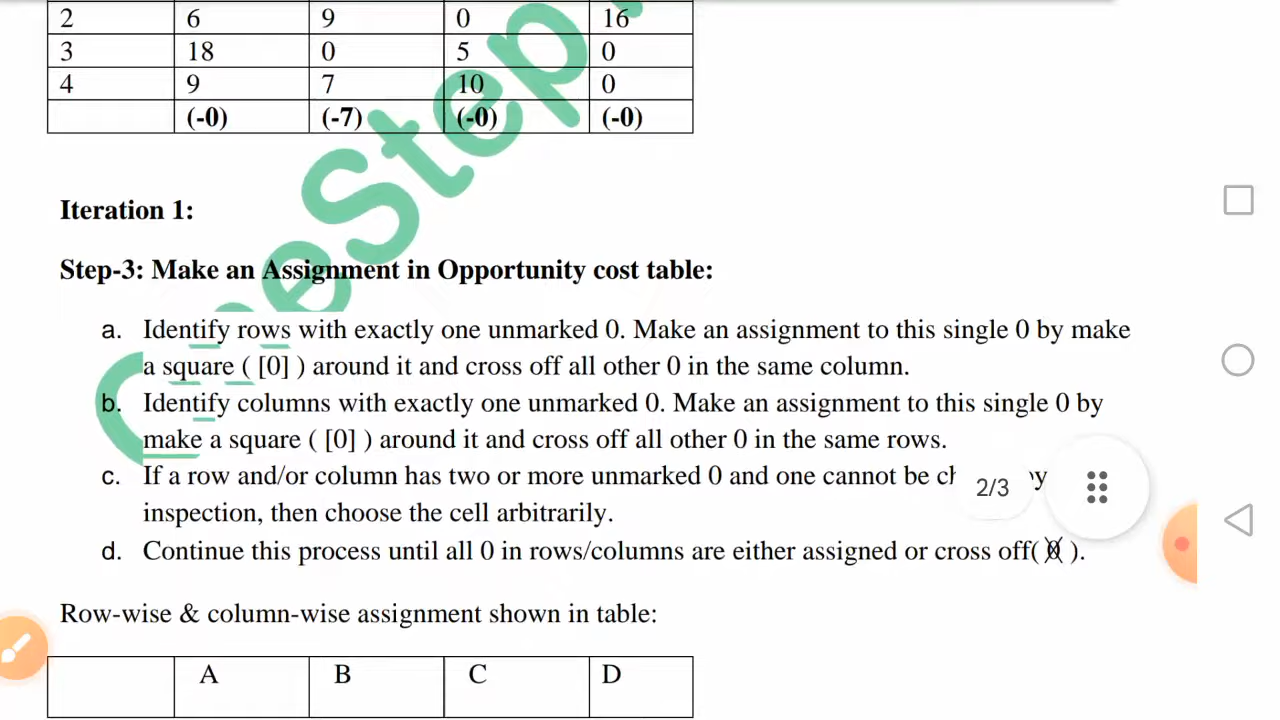 2 6 9 0 16
3 18 0 5 0
4 9 7 10 0
(-0) (-7) (-0) (-0)
Iteration 1:
Step-3: Make an Assignment in Opportunity cost table:
a. Identify rows with exactly one unmarked 0. Make an assignment to this single 0 by make
a square ( [0] ) around it and cross off all other 0 in the same column.
b. Identify columns with exactly one unmarked 0. Make an assignment to this single 0 by
make a square ( [0] ) around it and cross off all other 0 in the same rows.
c. If a row and/or column has two or more unmarked 0 and one cannot be
inspection, then choose the cell arbitrarily.
d. Continue this process until all 0 in rows/columns are either assigned or cross off( 0 ).
2/3
Row-wise & column-wise assignment shown in table:
A B C D